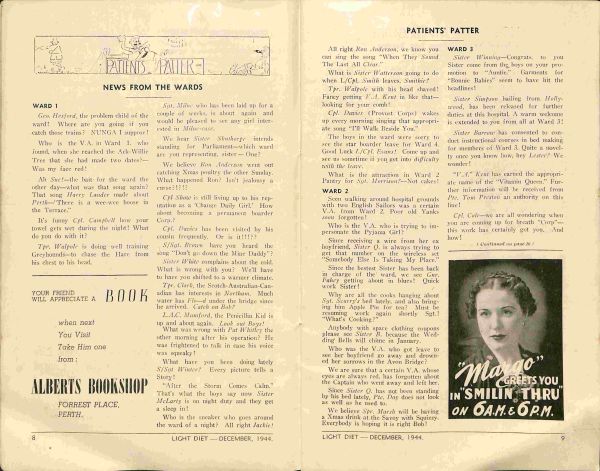 PATIENTS PATTER
NEWS FROM THE WARDS
WARD 1
Gnr. Hosford, the problem child of the
ward! Where are you going of you
catch those trains? NUNGA I suppose!
Who is the V.A. in Ward 1. who
found, when she reached the Ack-Willie
Tree that she had made two dates!—
Was my face red!
Ah Sue!—the bait for the ward the
other day—what was that song again?
That song Harry Lauder made about
Perth—"There is a wee-wee house in
the Terrace."
It's funny Cpl. Campbell how your
towel gets wet during the night! What
do you do with it?
Tpr. Walpole is doing well training
Greyhounds—to chase the Hare from
his chest to his head.
YOUR FRIEND
WILL APPRECIATE A BOOK
when next
You Visit
Take Him one
from:
ALBERTS BOOKSHOP
FORREST PLACE,
PERTH.
8
Sgt. Milne who has been laid up for a
couple of weeks, is about again and
would be pleased to see any girl inter-
ested in Milne-coat.
We hear Sister Shuthorpe intends
standing for Parliament—which ward
are you representing, sister—One!
We believe Ron Anderson went out
catching Xmas poultry the other Sunday.
What happened Ron? Isn't jealousy a
curse!!!!!
Cpl Shote is still living up to his rep-
utation as a "Change Daily Girl". How
about becoming a permanent boarder
Corp.?
Cpl. Davies has been visited by his
cousin frequently. Or is it!!!!?
S/Sgt. Brown have you heard the
song "Don't go down the Mine Daddy"?
Sister White complains about the cold.
What is wrong with you? We'll have
to have you shifted to a warmer climate.
Tpr. Clark, the Scotch-Australian-Can-
adian has interests in Northam. Much
water has Flo—d under the bridge since
he arrived. Catch on Bob?
L.A.C. Mumford, the Penicillin Kid is
up and about again. Look out Boys!
What was wrong with Pat Whitley the
other morning after his operation? He
was frightened to talk in case his voice
was squeaky!
What have you been doing lately
S/Sgt Winter? Every picture tells a
Story!
"After the Storm Comes Calm."
That's what the boys say now Sister
McLarty is on night duty and they get
a sleep in!
Who is the sneaker who goes around
the ward of a night? All right Jackie!
LIGHT DIET — DECEMBER, 1944.
PATIENTS' PATTER
All right Ken Anderson, we know you
can sing the song "When They Sound
The Last All Clear."
What is Sister Watterson going to do
when L/Cpl. Smith leaves, Smithie?
Tpr. Walpole with his head shaved!
Fancy getting V.A. Kent in like that—
looking for your comb!
Cpl. Davies (Provost Corps) wakes
up every morning singing that appropri-
ate song "I'll Walk Beside You."
The boys in the ward were sorry to
see the star boarder leave for Ward 4.
Good Luck L/Cpl. Evans! Come up and
see us sometime if you get into difficulty
with the tram.
What is the attraction in Ward 2
Pantry for Sgt. Morrison?—Not cakes!
WARD 2
Seen walking around hospital grounds
with two English Sailors was a certain
V.A. from Ward 2. Poor old Yanks
soon forgotten!
Who is the V.A. who is trying to im-
personate the Pyjama Girl?
Since receiving a wire from her ex
boyfriend, Sister Q. is always trying to
get that number on the wireless set
"Somebody Else Is Taking My Place."
Since the bestest Sister has been back
in charge of the ward, we see Gnr.
Pakey getting about in blues! Quick
work Sister!
Why are all the cooks hanging about
Sgt. Scurry's bed lately, and also bring-
ing him Apple Pie for tea! Must be
resuming work again shortly Sgt.!
"What's Cooking?"
Anybody with spare clothing coupons
please see Sister B. because the Wed-
ding Bells will chime in January.
Who was the V.A. who got leave to
see her boyfriend go away and drown-
ed her sorrows in the Avon Bridge?
We are sure that a certain V.A. whose
eyes are always red, has forgotten about
the Captain who went away and left her.
Since Sister Q. has not been standing
by his bed lately, Pte. Day does not look
as well as he used to.
We believe Spr. March will be having
a Xmas drink at the Savoy with Squirry.
Everybody is hoping it is right Bob!
WARD 3
Sister Winning—Congrats. to you
Sister come from the boys on your pro-
motion to "Auntie." Garments for
"Bonnie Babies" seem to have hit the
headlines!
Sister Simpson hailing from Holly-
wood, has been released for further
duties at this hospital. A warm welcome
is extended to you from all at Ward 3!
Sister Bareau has consented to con-
duct instructional courses in bed making
for members of Ward 3. Quite a novel-
ty once you know how, hey Lester? We
wonder!
"V.A." Kent has earned the appropriate
name of the "Vitamin Queen." Fur-
ther information will be received from
Pte. Tom Preston an authority on this
line!
Cpl. Colt—we are all wondering when
you are coming up for breath "Corp"—
this work has certainly got you. And
how!
(Continued on page 16)
"Margo"
GREETS YOU
IN "SMILIN' THRU"
ON 6 A.M. & 6 P.M.
LIGHT DIET — DECEMBER, 1944.
9